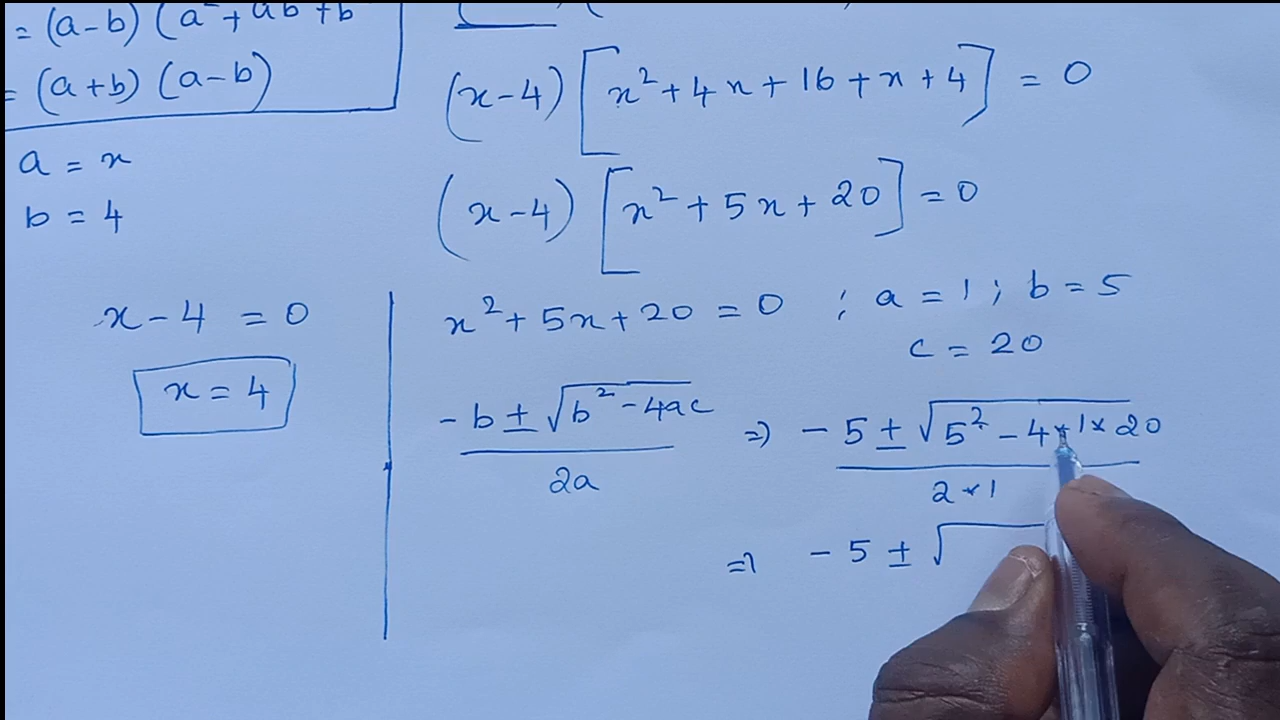 = (a-b) (a² + ab + b
= (a+b) (a-b)
a = x
b = 4
(x-4) [x² + 4x + 16 + x + 4] = 0
(x-4) [x² + 5x + 20] = 0
x - 4 = 0
x = 4
x² + 5x + 20 = 0 ; a = 1 ; b = 5
c = 20
-b ± √b² - 4ac / 2a
⇒ -5 ± √5² - 4*1*20 / 2*1
⇒ -5 ± √